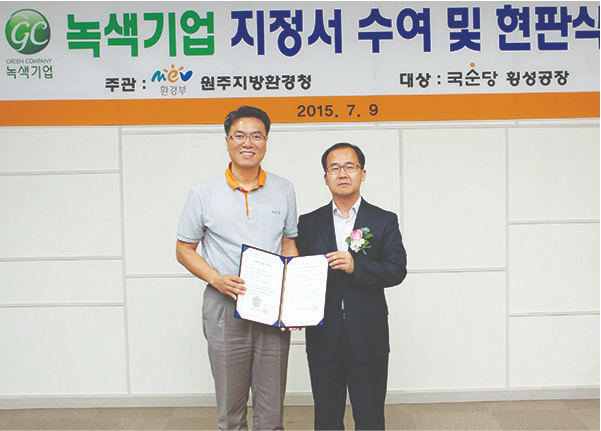 GC 녹색기업 지정서 수여 및 현판식
GREEN COMPANY
녹색기업
주관 : mev 환경부 원주지방환경청 대상 : 국순당 횡성공장
2015. 7. 9